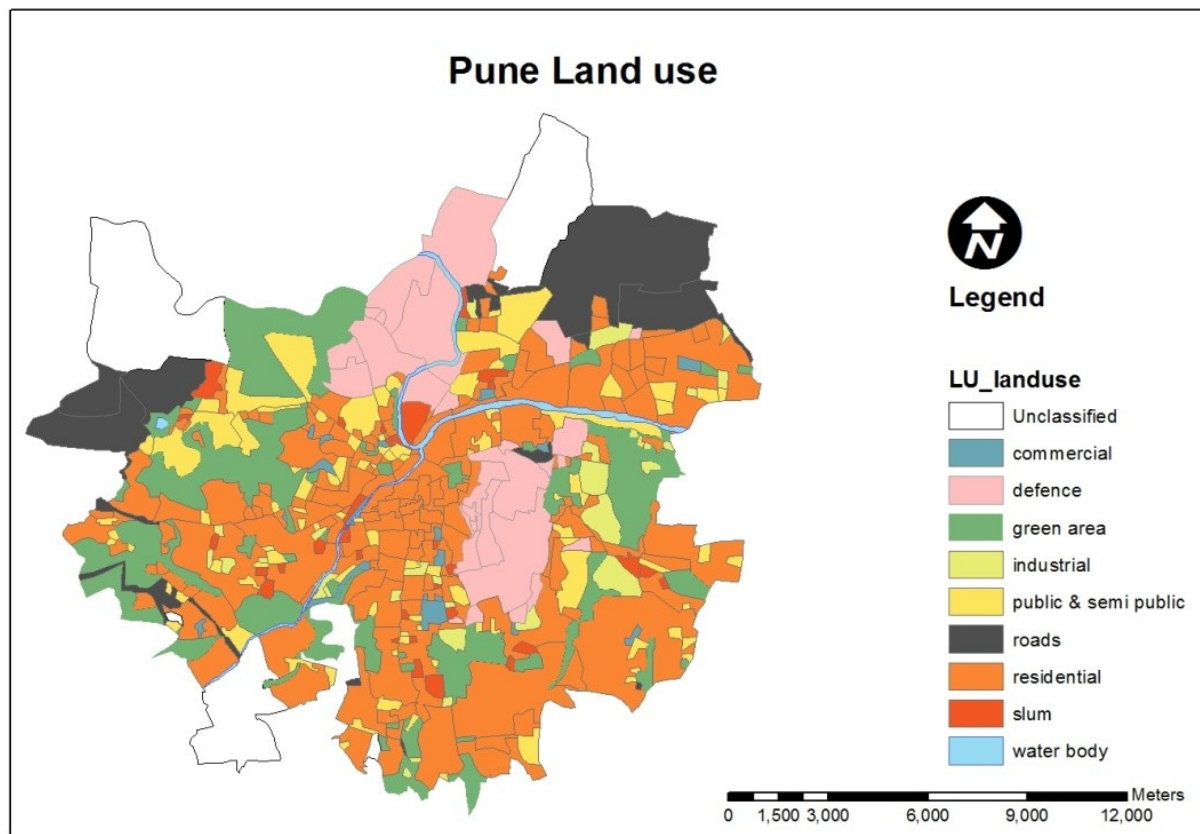 Pune Land use
N
Legend
LU_landuse
Unclassified
commercial
defence
green area
industrial
public & semi public
roads
residential
slum
water body
Meters
0 1,500 3,000 6,000 9,000 12,000